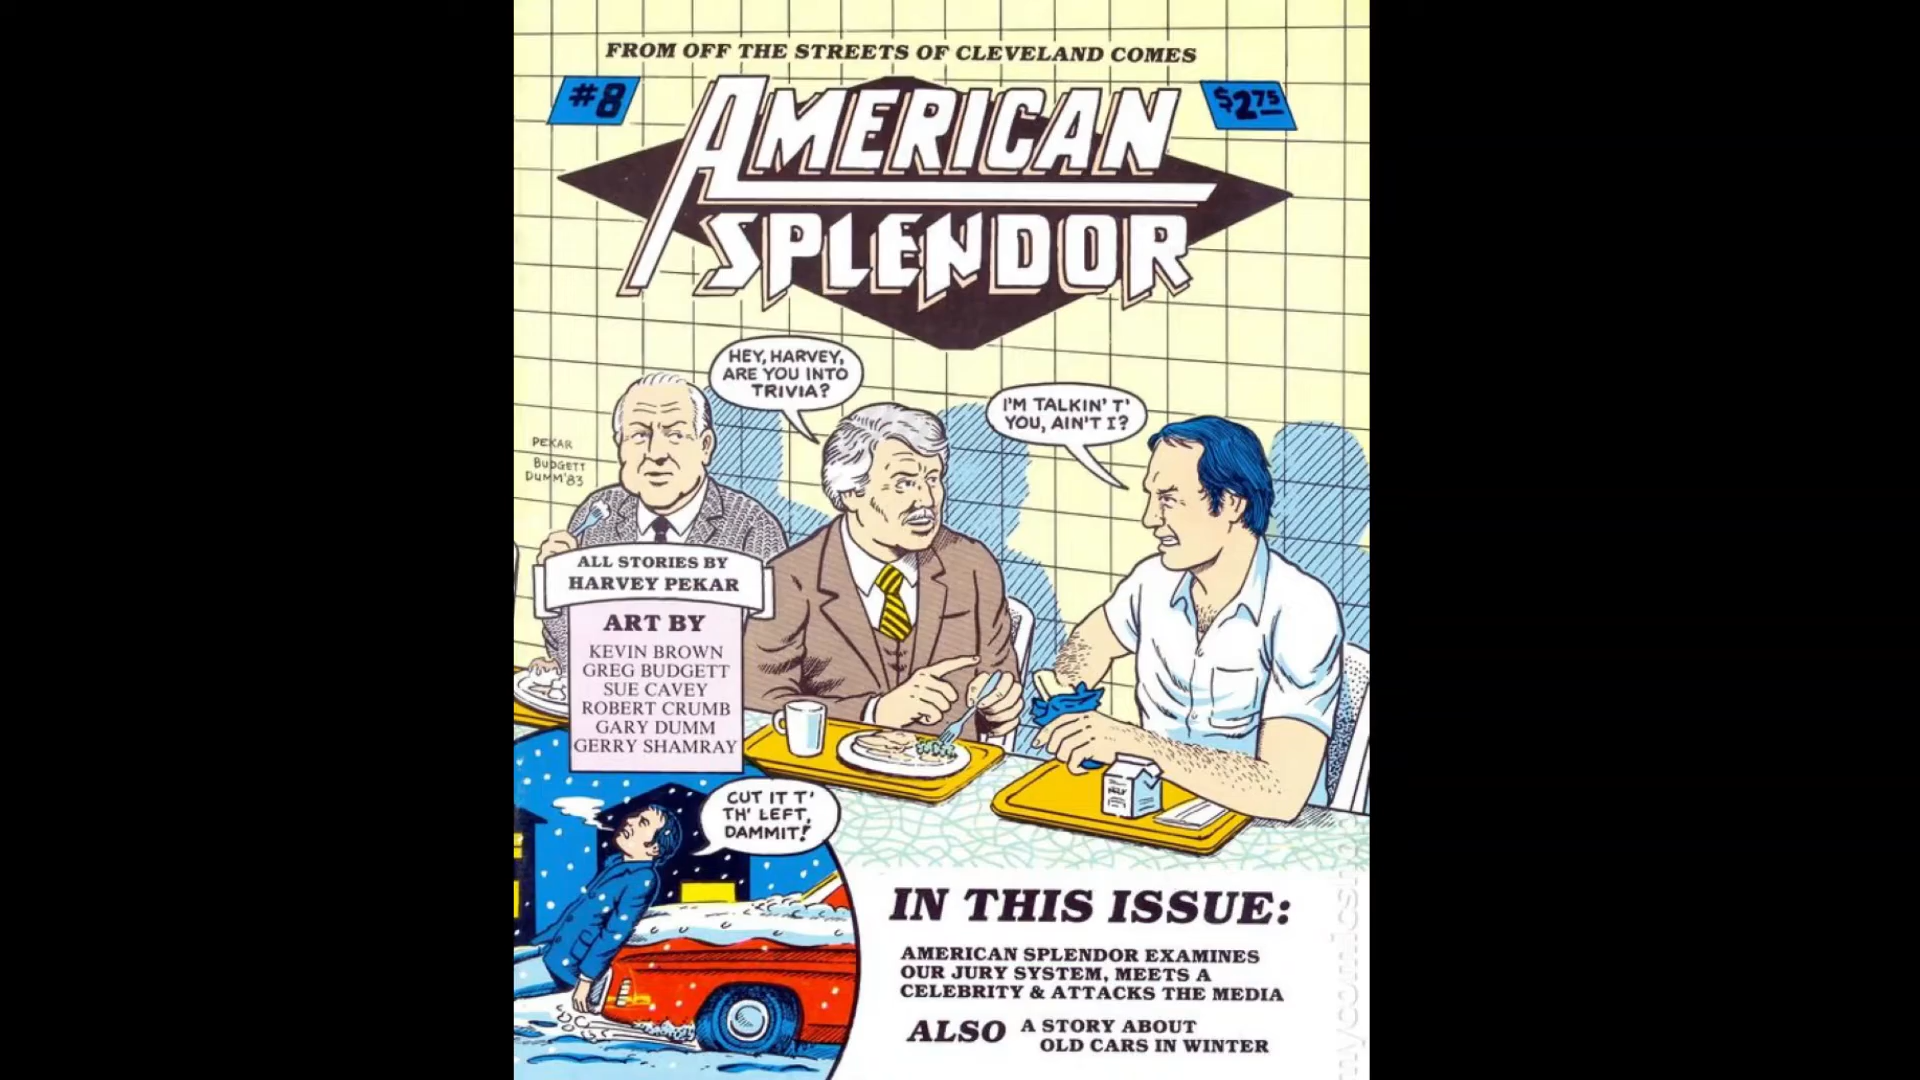 FROM OFF THE STREETS OF CLEVELAND COMES
#8
$2.75
AMERICAN
SPLENDOR
HEY, HARVEY,
ARE YOU INTO
TRIVIA?
I'M TALKIN' T'
YOU, AIN'T I?
PEKAR
BUDGETT
DUMM '83
ALL STORIES BY
HARVEY PEKAR
ART BY
KEVIN BROWN
GREG BUDGETT
SUE CAVEY
ROBERT CRUMB
GARY DUMM
GERRY SHAMRAY
MILK
CUT IT T'
TH' LEFT,
DAMMIT!
IN THIS ISSUE:
AMERICAN SPLENDOR EXAMINES
OUR JURY SYSTEM, MEETS A
CELEBRITY & ATTACKS THE MEDIA
ALSO A STORY ABOUT
OLD CARS IN WINTER